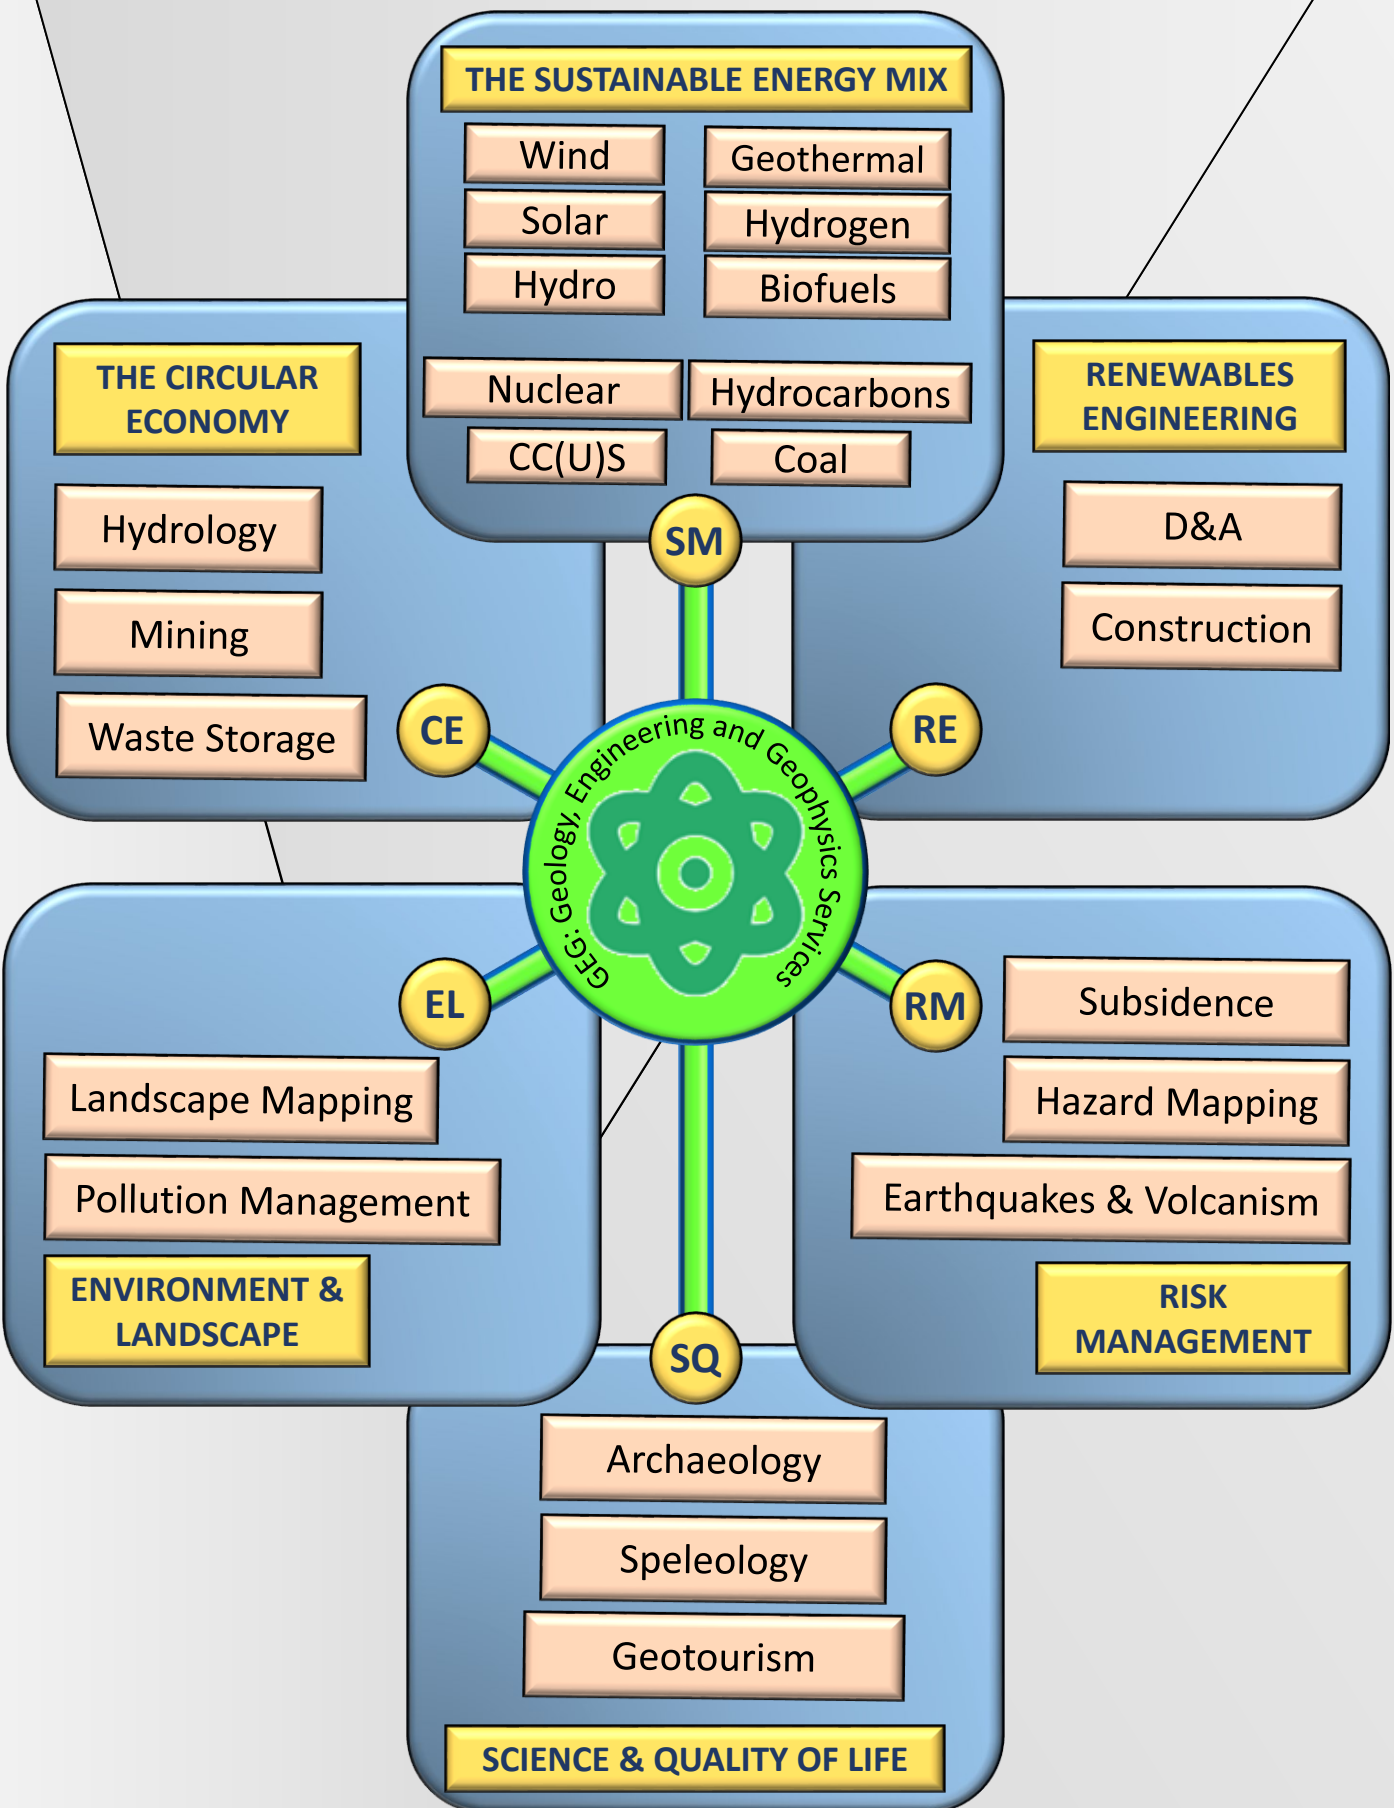 THE SUSTAINABLE ENERGY MIX
Wind
Geothermal
Solar
Hydrogen
Hydro
Biofuels
Nuclear
Hydrocarbons
CC(U)S
Coal
SM
THE CIRCULAR
ECONOMY
Hydrology
Mining
Waste Storage
CE
RENEWABLES
ENGINEERING
D&A
Construction
RE
GEG: Geology, Engineering and Geophysics Services
EL
Landscape Mapping
Pollution Management
ENVIRONMENT &
LANDSCAPE
RM
Subsidence
Hazard Mapping
Earthquakes & Volcanism
RISK
MANAGEMENT
SQ
Archaeology
Speleology
Geotourism
SCIENCE & QUALITY OF LIFE